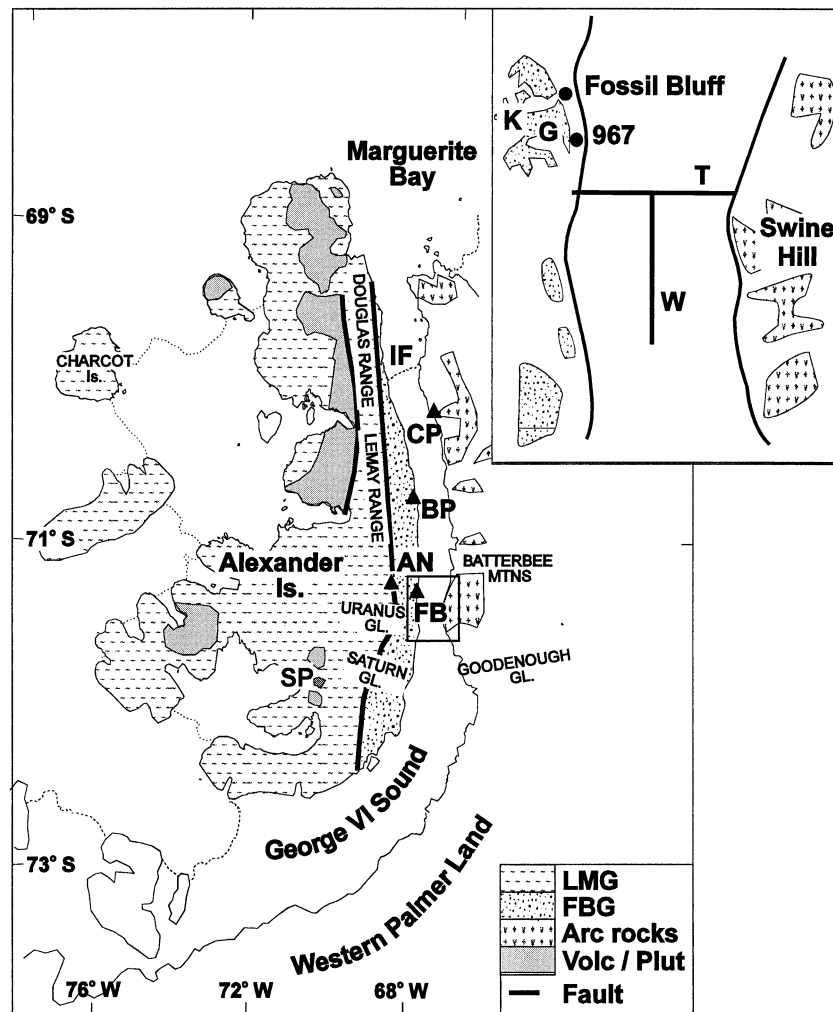 Fossil Bluff
K
G
967
T
Swine
Hill
W
Marguerite
Bay
69° S
DOUGLAS RANGE
IF
CHARCOT
Is.
CP
LEMAY RANGE
BP
71° S
Alexander
Is.
AN
BATTERBEE
MTNS
URANUS
GL.
FB
SATURN
GL.
GOODENOUGH
GL.
SP
George VI Sound
73° S
Western Palmer Land
LMG
FBG
Arc rocks
Volc / Plut
Fault
76° W
72° W
68° W